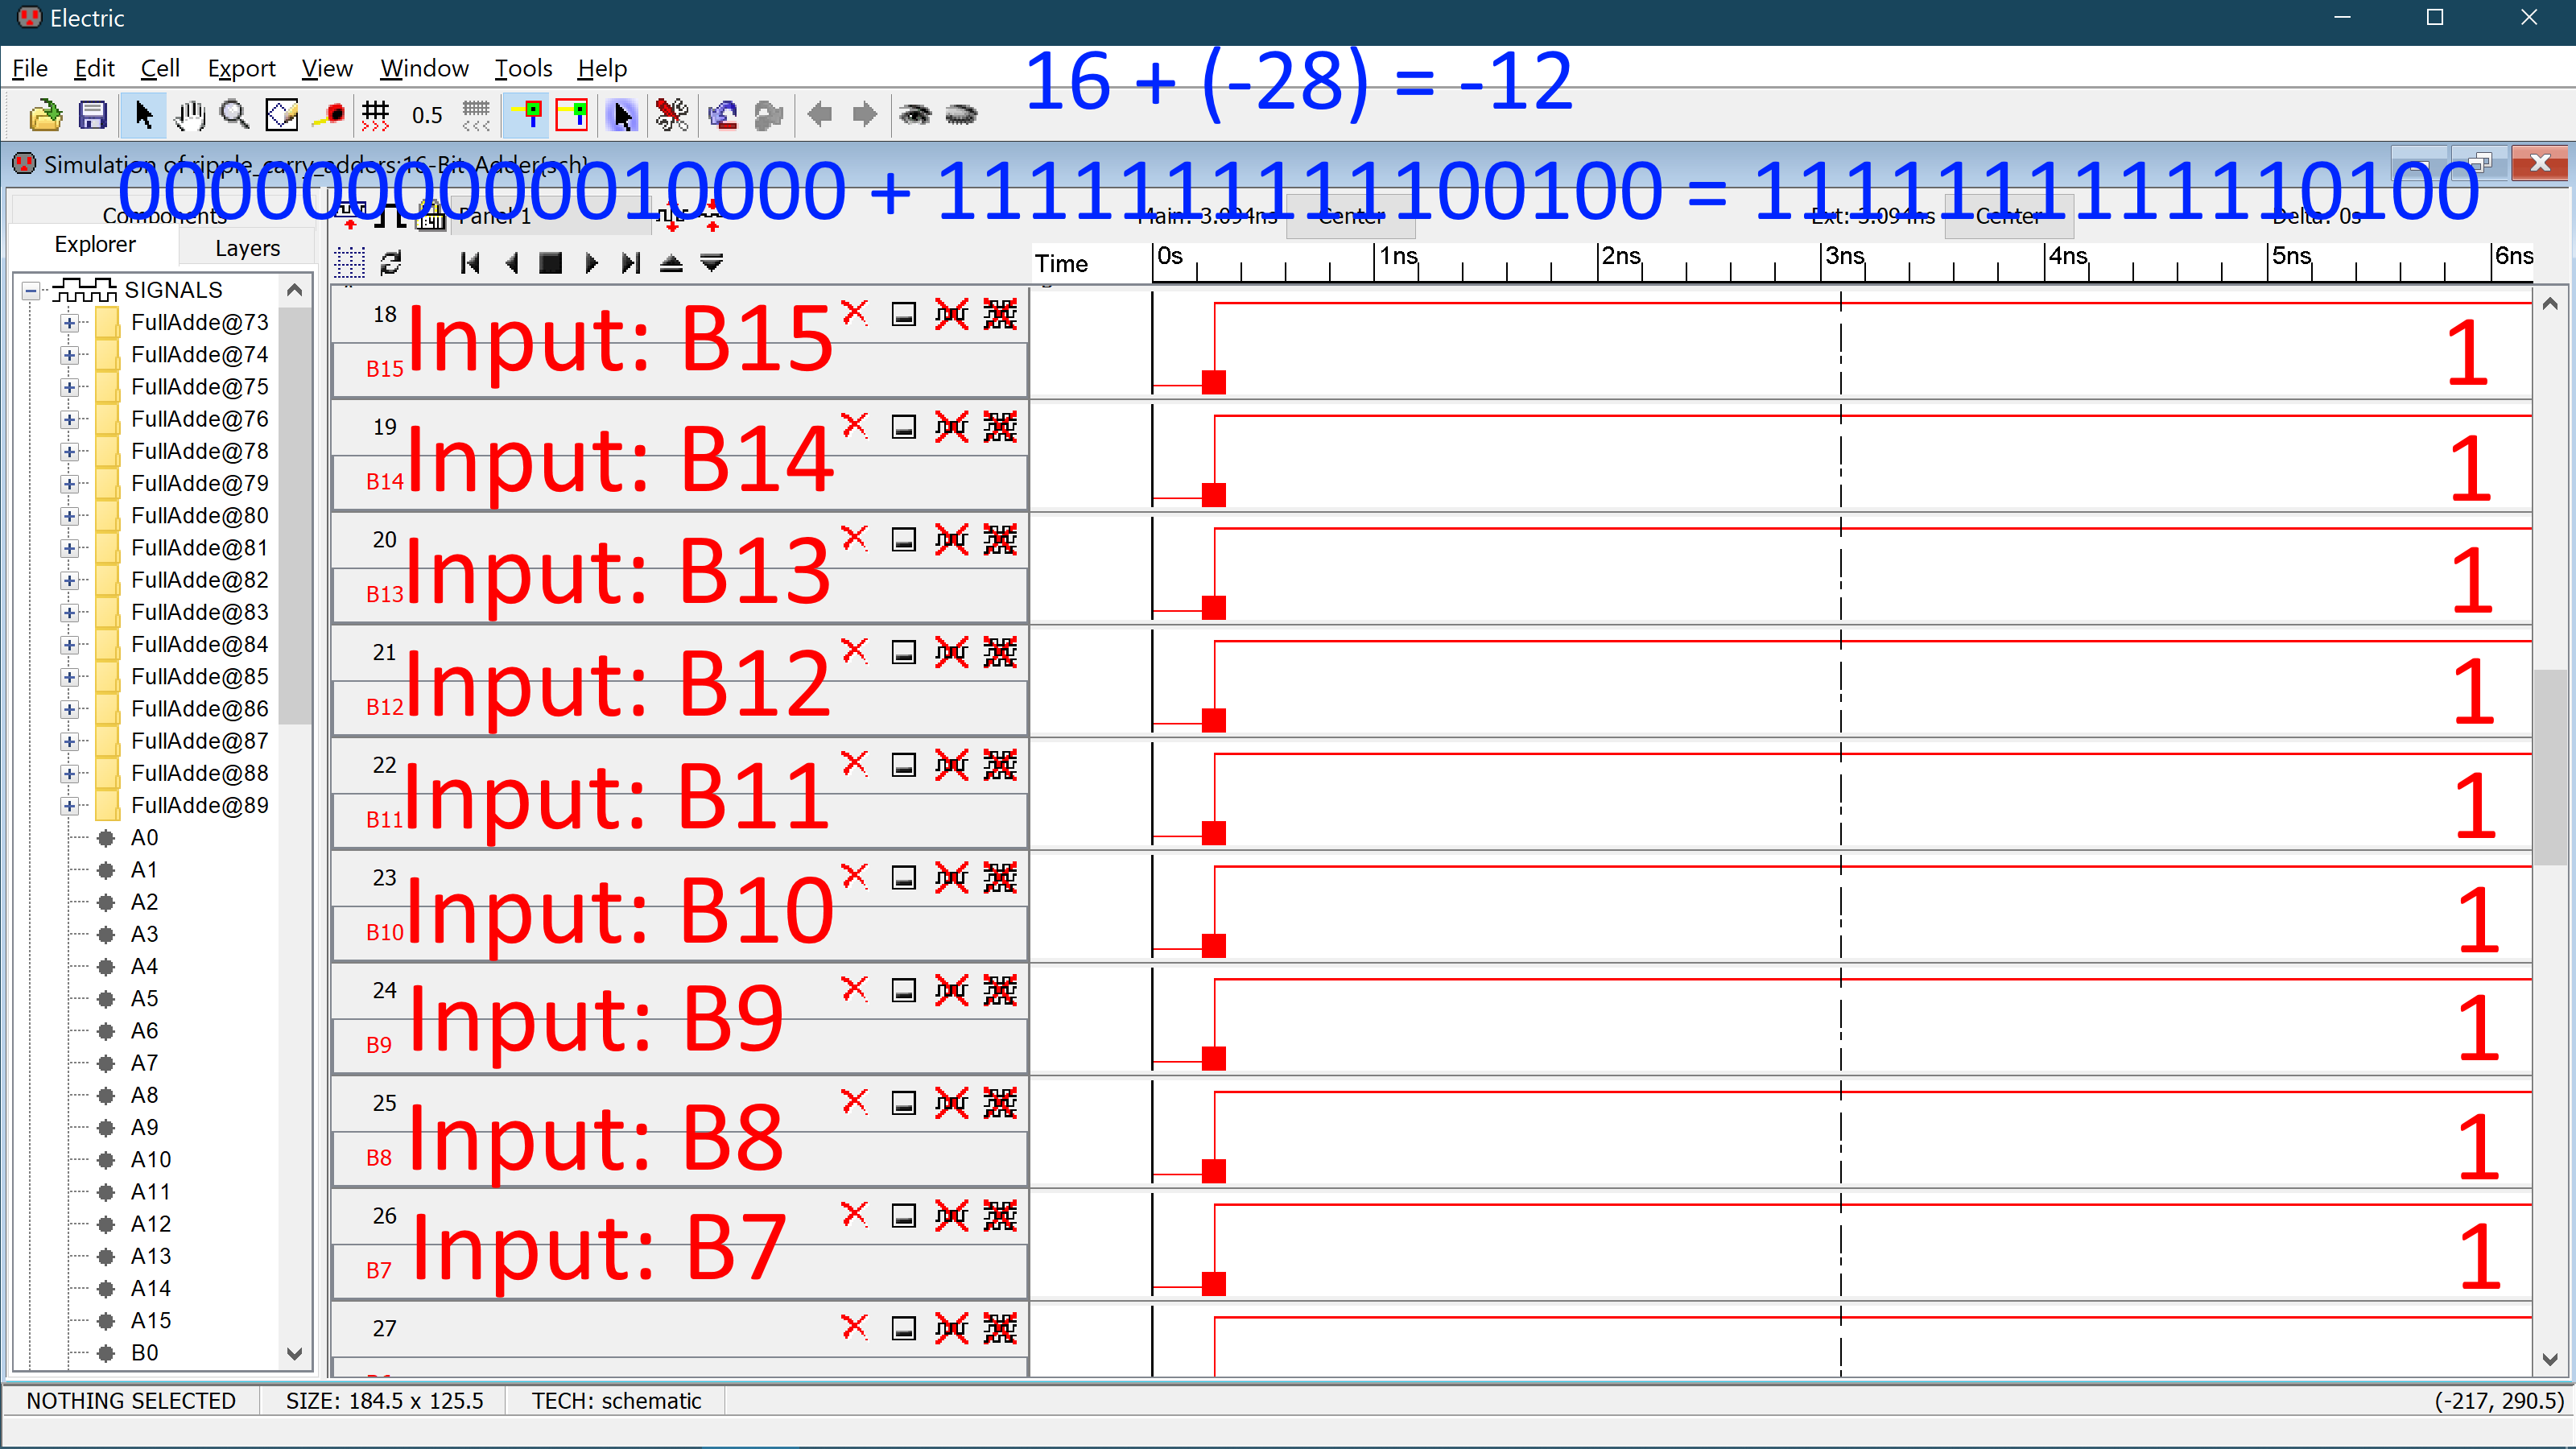 Electric
File Edit Cell Export View Window Tools Help
16 + (-28) = -12
0.5
Simulation of ripple_carry_adders:16-Bit-Adder{sch}
0000000000010000 + 1111111111100100 = 1111111111110100
Components
Explorer
Layers
Panel 1
Main: 3.094ns
Center
Ext: 3.094ns
Center
Delta: 0s
Time 0s 1ns 2ns 3ns 4ns 5ns 6ns
SIGNALS
FullAdde@73
FullAdde@74
FullAdde@75
FullAdde@76
FullAdde@78
FullAdde@79
FullAdde@80
FullAdde@81
FullAdde@82
FullAdde@83
FullAdde@84
FullAdde@85
FullAdde@86
FullAdde@87
FullAdde@88
FullAdde@89
A0
A1
A2
A3
A4
A5
A6
A7
A8
A9
A10
A11
A12
A13
A14
A15
B0
18
B15 Input: B15 1
19
B14 Input: B14 1
20
B13 Input: B13 1
21
B12 Input: B12 1
22
B11 Input: B11 1
23
B10 Input: B10 1
24
B9 Input: B9 1
25
B8 Input: B8 1
26
B7 Input: B7 1
27
NOTHING SELECTED
SIZE: 184.5 x 125.5
TECH: schematic
(-217, 290.5)